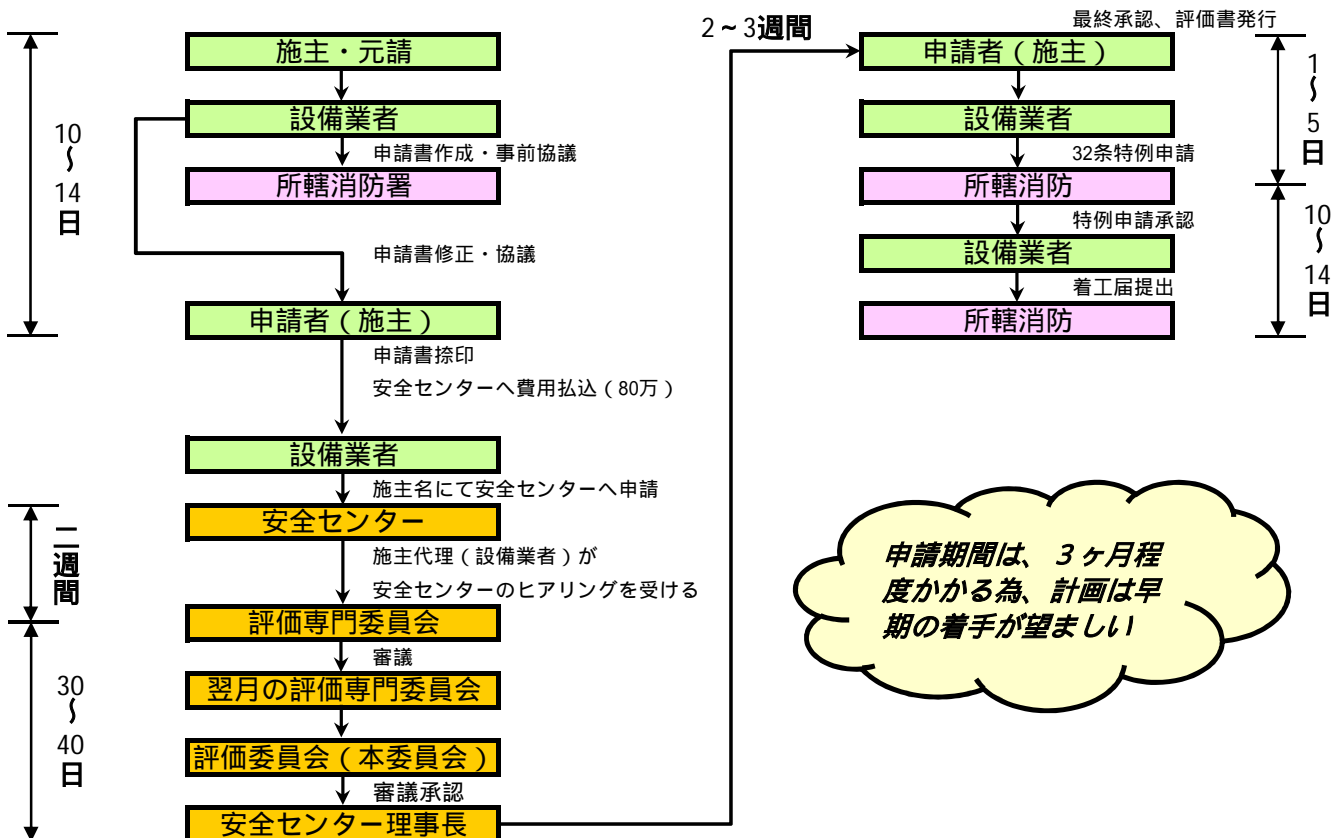 施主・元請
設備業者
申請書作成・事前協議
所轄消防署
申請書修正・協議
申請者（施主）
10～14日
申請書捺印
安全センターへ費用払込（80万）
設備業者
施主名にて安全センターへ申請
安全センター
施主代理（設備業者）が
安全センターのヒアリングを受ける
二週間
評価専門委員会
審議
翌月の評価専門委員会
評価委員会（本委員会）
審議承認
安全センター理事長
30～40日
2～3週間
最終承認、評価書発行
申請者（施主）
設備業者
32条特例申請
所轄消防
1～5日
特例申請承認
設備業者
着工届提出
所轄消防
10～14日
申請期間は、３ヶ月程
度かかる為、計画は早
期の着手が望ましい